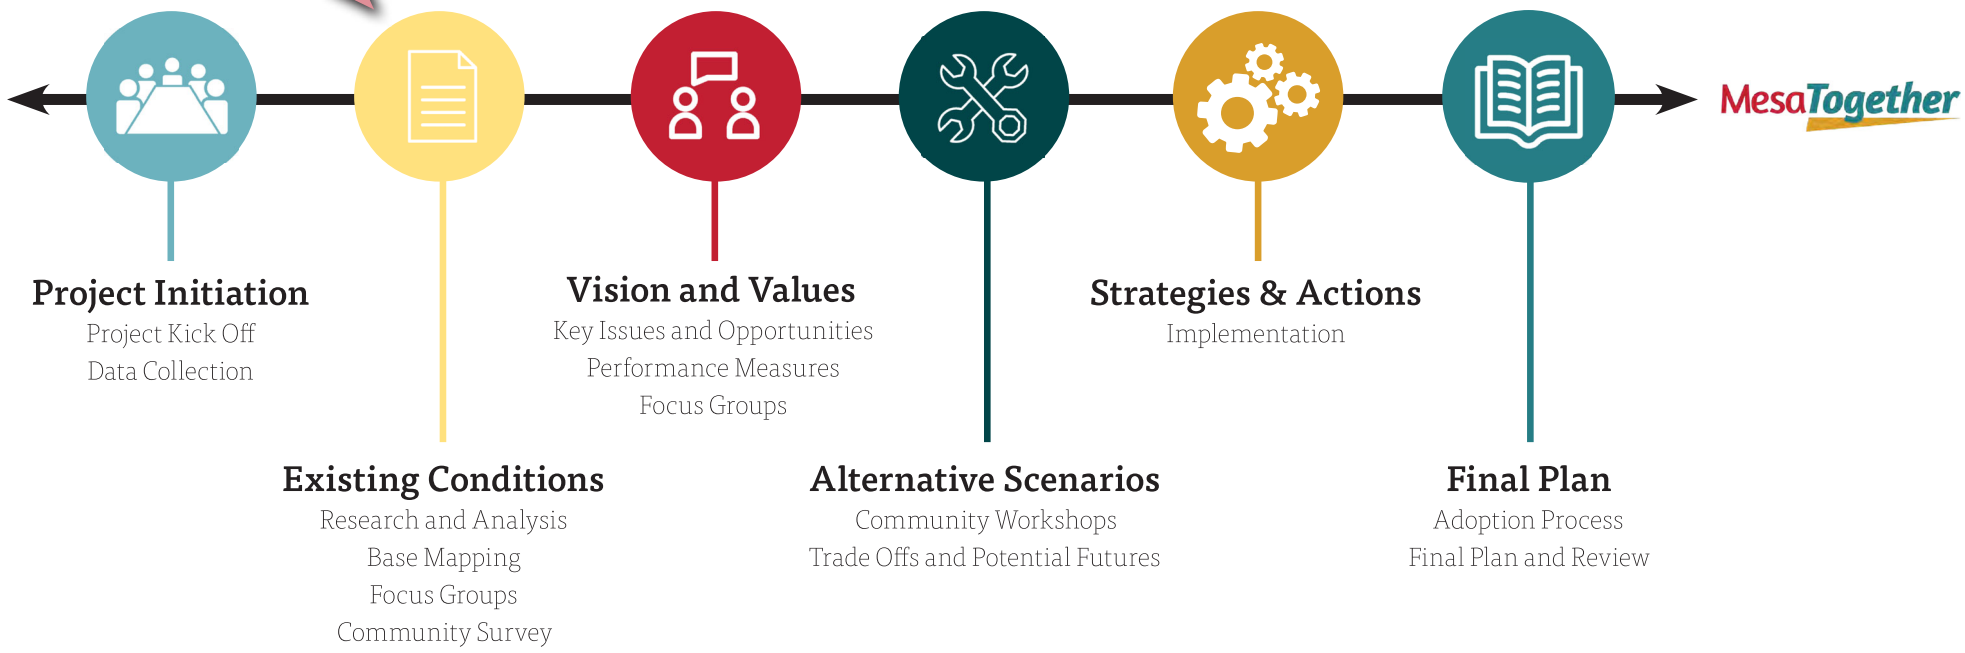 MesaTogether
Project Initiation
Project Kick Off
Data Collection
Existing Conditions
Research and Analysis
Base Mapping
Focus Groups
Community Survey
Vision and Values
Key Issues and Opportunities
Performance Measures
Focus Groups
Alternative Scenarios
Community Workshops
Trade Offs and Potential Futures
Strategies & Actions
Implementation
Final Plan
Adoption Process
Final Plan and Review